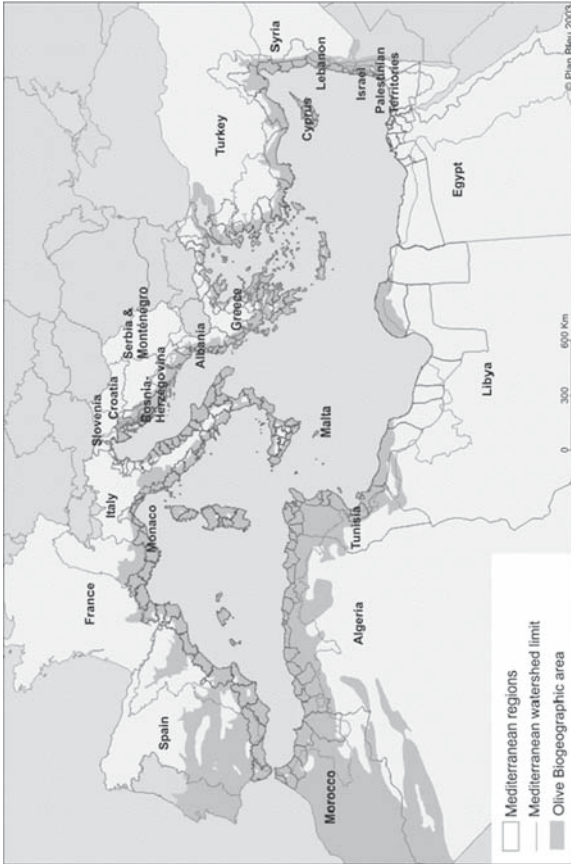 France
Slovenia
Croatia
Italy
Bosnia-
Herzegovina
Serbia &
Monténegro
Monaco
Spain
Albania
Greece
Turkey
Syria
Cyprus
Lebanon
Israel
Palestinian
Territories
Malta
Morocco
Algeria
Tunisia
Libya
Egypt
Mediterranean regions
Mediterranean watershed limit
Olive Biogeographic area
0 300 600 Km
© Plan Bleu 2003